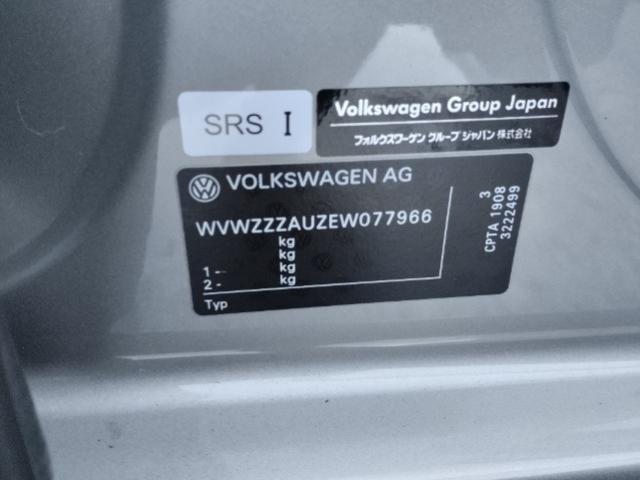 SRS I
Volkswagen Group Japan
フォルクスワーゲン グループ ジャパン 株式会社
VOLKSWAGEN AG
WVWZZZAUZEW077966
kg
kg
1 -- kg
2 - kg
Typ
3
CPTA 1908
3222499